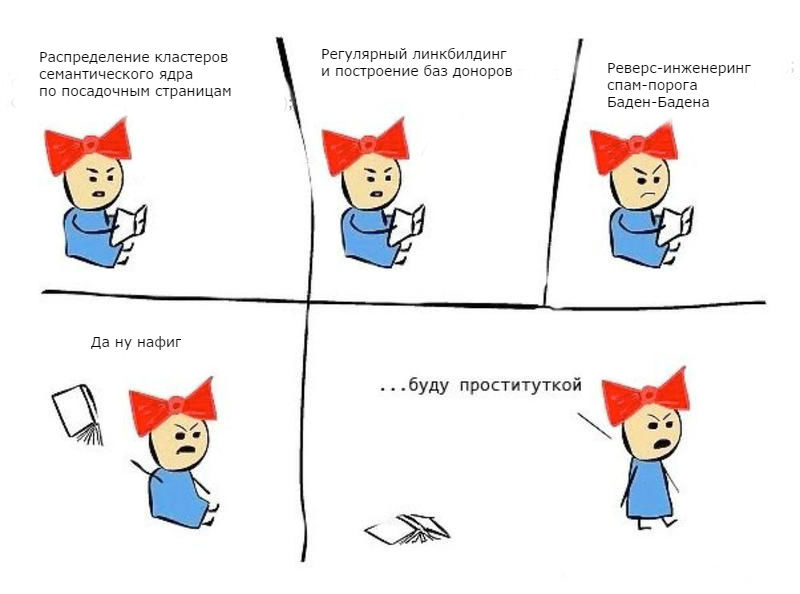 Распределение кластеров
семантического ядра
по посадочным страницам
Регулярный линкбилдинг
и построение баз доноров
Реверс-инженеринг
спам-порога
Баден-Бадена
Да ну нафиг
...буду проституткой